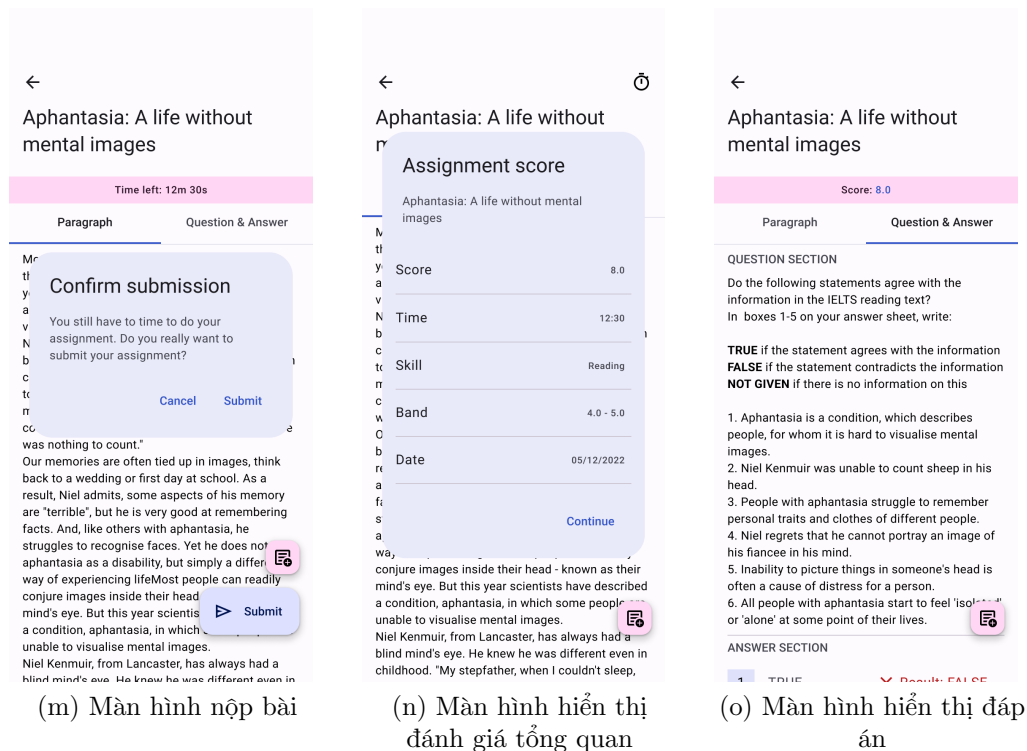 Aphantasia: A life without
mental images
Time left: 12m 30s
Paragraph
Question & Answer
Confirm submission
You still have to time to do your
assignment. Do you really want to
submit your assignment?
Cancel
Submit
was nothing to count."
Our memories are often tied up in images, think
back to a wedding or first day at school. As a
result, Niel admits, some aspects of his memory
are "terrible", but he is very good at remembering
facts. And, like others with aphantasia, he
struggles to recognise faces. Yet he does not
aphantasia as a disability, but simply a
way of experiencing lifeMost people can readily
conjure images inside their head
mind's eye. But this year
a condition, aphantasia, in which
unable to visualise mental images.
Niel Kenmuir, from Lancaster, has always had a
blind mind's eye. He knew he was different even in
Submit
(m) Màn hình nộp bài
Aphantasia: A life without
Assignment score
Aphantasia: A life without mental
images
Score 8.0
Time 12:30
Skill Reading
Band 4.0 - 5.0
Date 05/12/2022
Continue
conjure images inside their head - known as their
mind's eye. But this year scientists have described
a condition, aphantasia, in which some people are
unable to visualise mental images.
Niel Kenmuir, from Lancaster, has always had a
blind mind's eye. He knew he was different even in
childhood. "My stepfather, when I couldn't sleep,
(n) Màn hình hiển thị
đánh giá tổng quan
Aphantasia: A life without
mental images
Score: 8.0
Paragraph
Question & Answer
QUESTION SECTION
Do the following statements agree with the
information in the IELTS reading text?
In boxes 1-5 on your answer sheet, write:
TRUE if the statement agrees with the information
FALSE if the statement contradicts the information
NOT GIVEN if there is no information on this
1. Aphantasia is a condition, which describes
people, for whom it is hard to visualise mental
images.
2. Niel Kenmuir was unable to count sheep in his
head.
3. People with aphantasia struggle to remember
personal traits and clothes of different people.
4. Niel regrets that he cannot portray an image of
his fiancee in his mind.
5. Inability to picture things in someone's head is
often a cause of distress for a person.
6. All people with aphantasia start to feel 'isolated'
or 'alone' at some point of their lives.
ANSWER SECTION
1 TRUE
Result: FALSE
(o) Màn hình hiển thị đáp
án